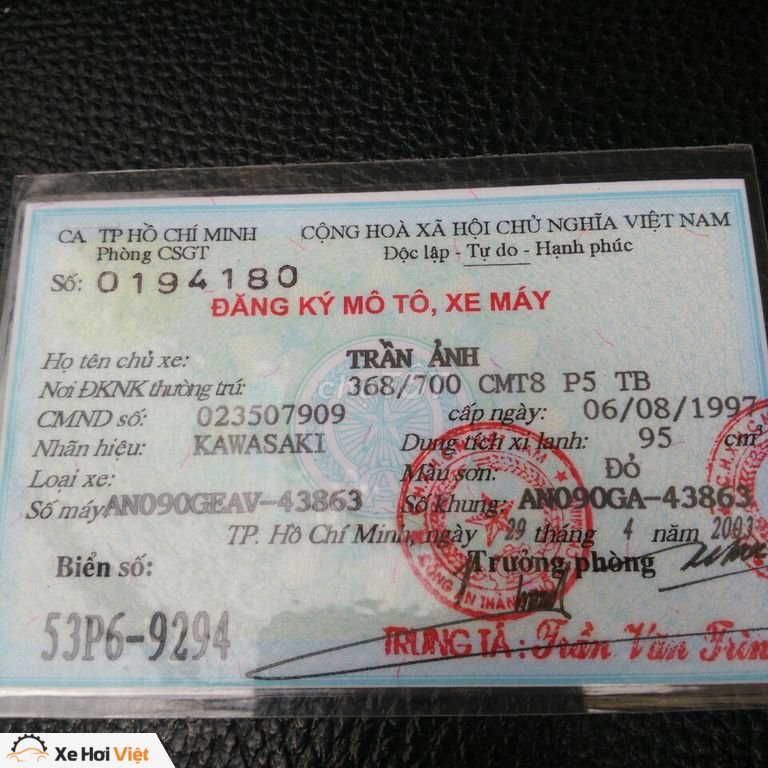 CA TP HỒ CHÍ MINH
Phòng CSGT
CỘNG HOÀ XÃ HỘI CHỦ NGHĨA VIỆT NAM
Độc lập - Tự do - Hạnh phúc
Số: 0194180
ĐĂNG KÝ MÔ TÔ, XE MÁY
Họ tên chủ xe: TRẦN ẢNH
Nơi ĐKNK thường trú: 368/700 CMT8 P5 TB
CMND số: 023507909 cấp ngày: 06/08/1997
Nhãn hiệu: KAWASAKI Dung tích xi lanh: 95 cm³
Loại xe: Màu sơn: Đỏ
Số máy: AN090GEAV-43863 Số khung: AN090GA-43863
TP. Hồ Chí Minh, ngày 29 tháng 4 năm 2003
Biển số: Trưởng phòng
53P6-9294
TRUNG TÁ: Trần Văn
Xe Hơi Việt